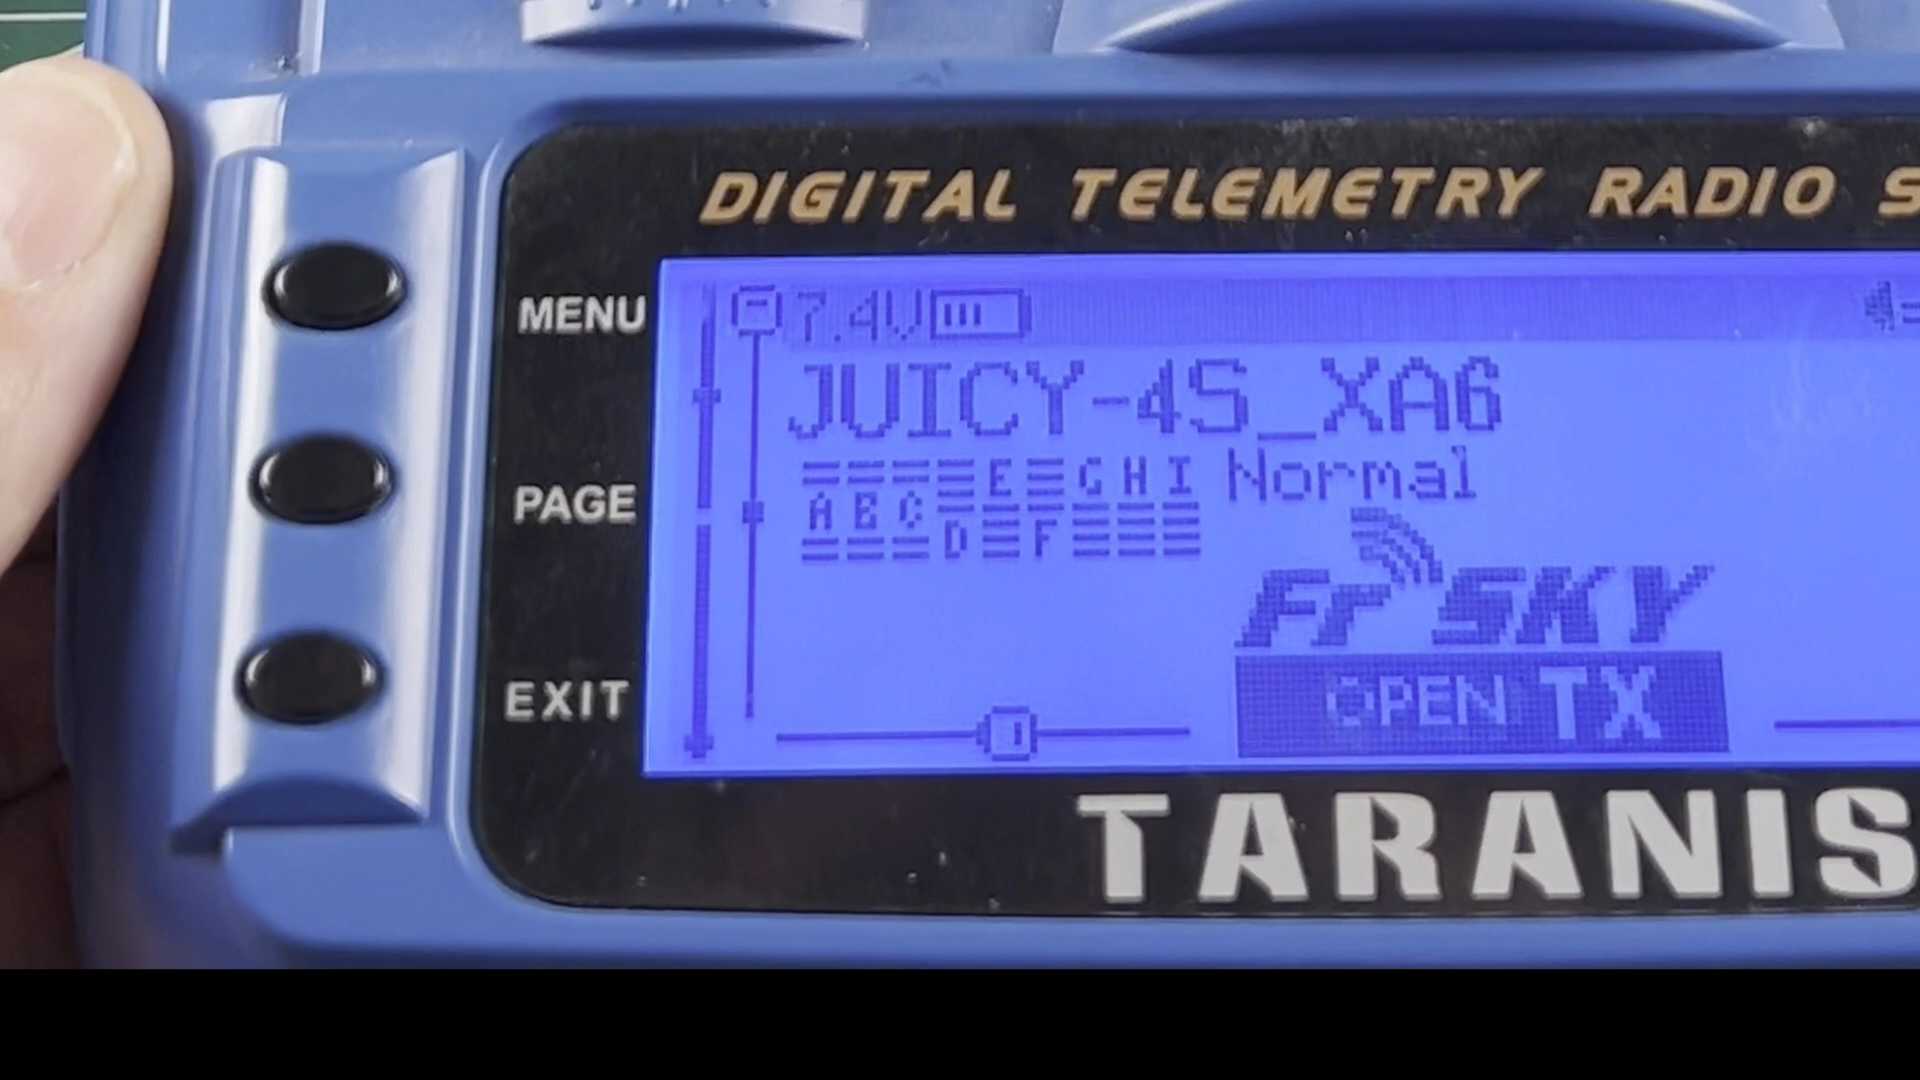 DIGITAL TELEMETRY RADIO S
MENU
7.4V
JUICY-4S_XA6
E G H I Normal
PAGE
A B C
D F
FrSKY
EXIT
OPEN TX
TARANIS